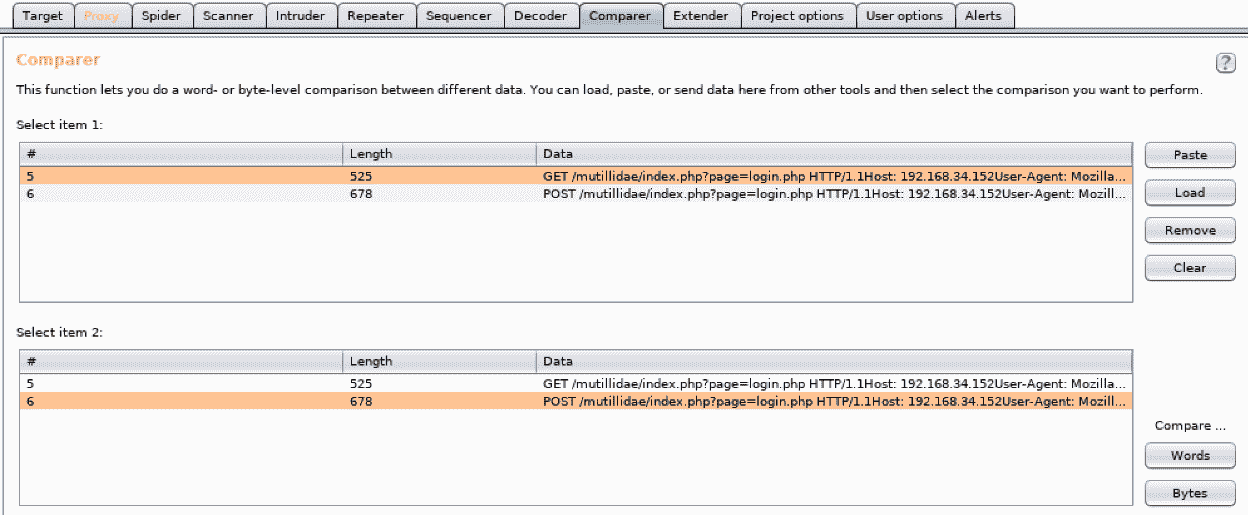 Target Proxy Spider Scanner Intruder Repeater Sequencer Decoder Comparer Extender Project options User options Alerts
Comparer
?
This function lets you do a word- or byte-level comparison between different data. You can load, paste, or send data here from other tools and then select the comparison you want to perform.
Select item 1:
# Length Data
5 525 GET /mutillidae/index.php?page=login.php HTTP/1.1Host: 192.168.34.152User-Agent: Mozilla...
6 678 POST /mutillidae/index.php?page=login.php HTTP/1.1Host: 192.168.34.152User-Agent: Mozill...
Paste
Load
Remove
Clear
Select item 2:
# Length Data
5 525 GET /mutillidae/index.php?page=login.php HTTP/1.1Host: 192.168.34.152User-Agent: Mozilla...
6 678 POST /mutillidae/index.php?page=login.php HTTP/1.1Host: 192.168.34.152User-Agent: Mozill...
Compare ...
Words
Bytes